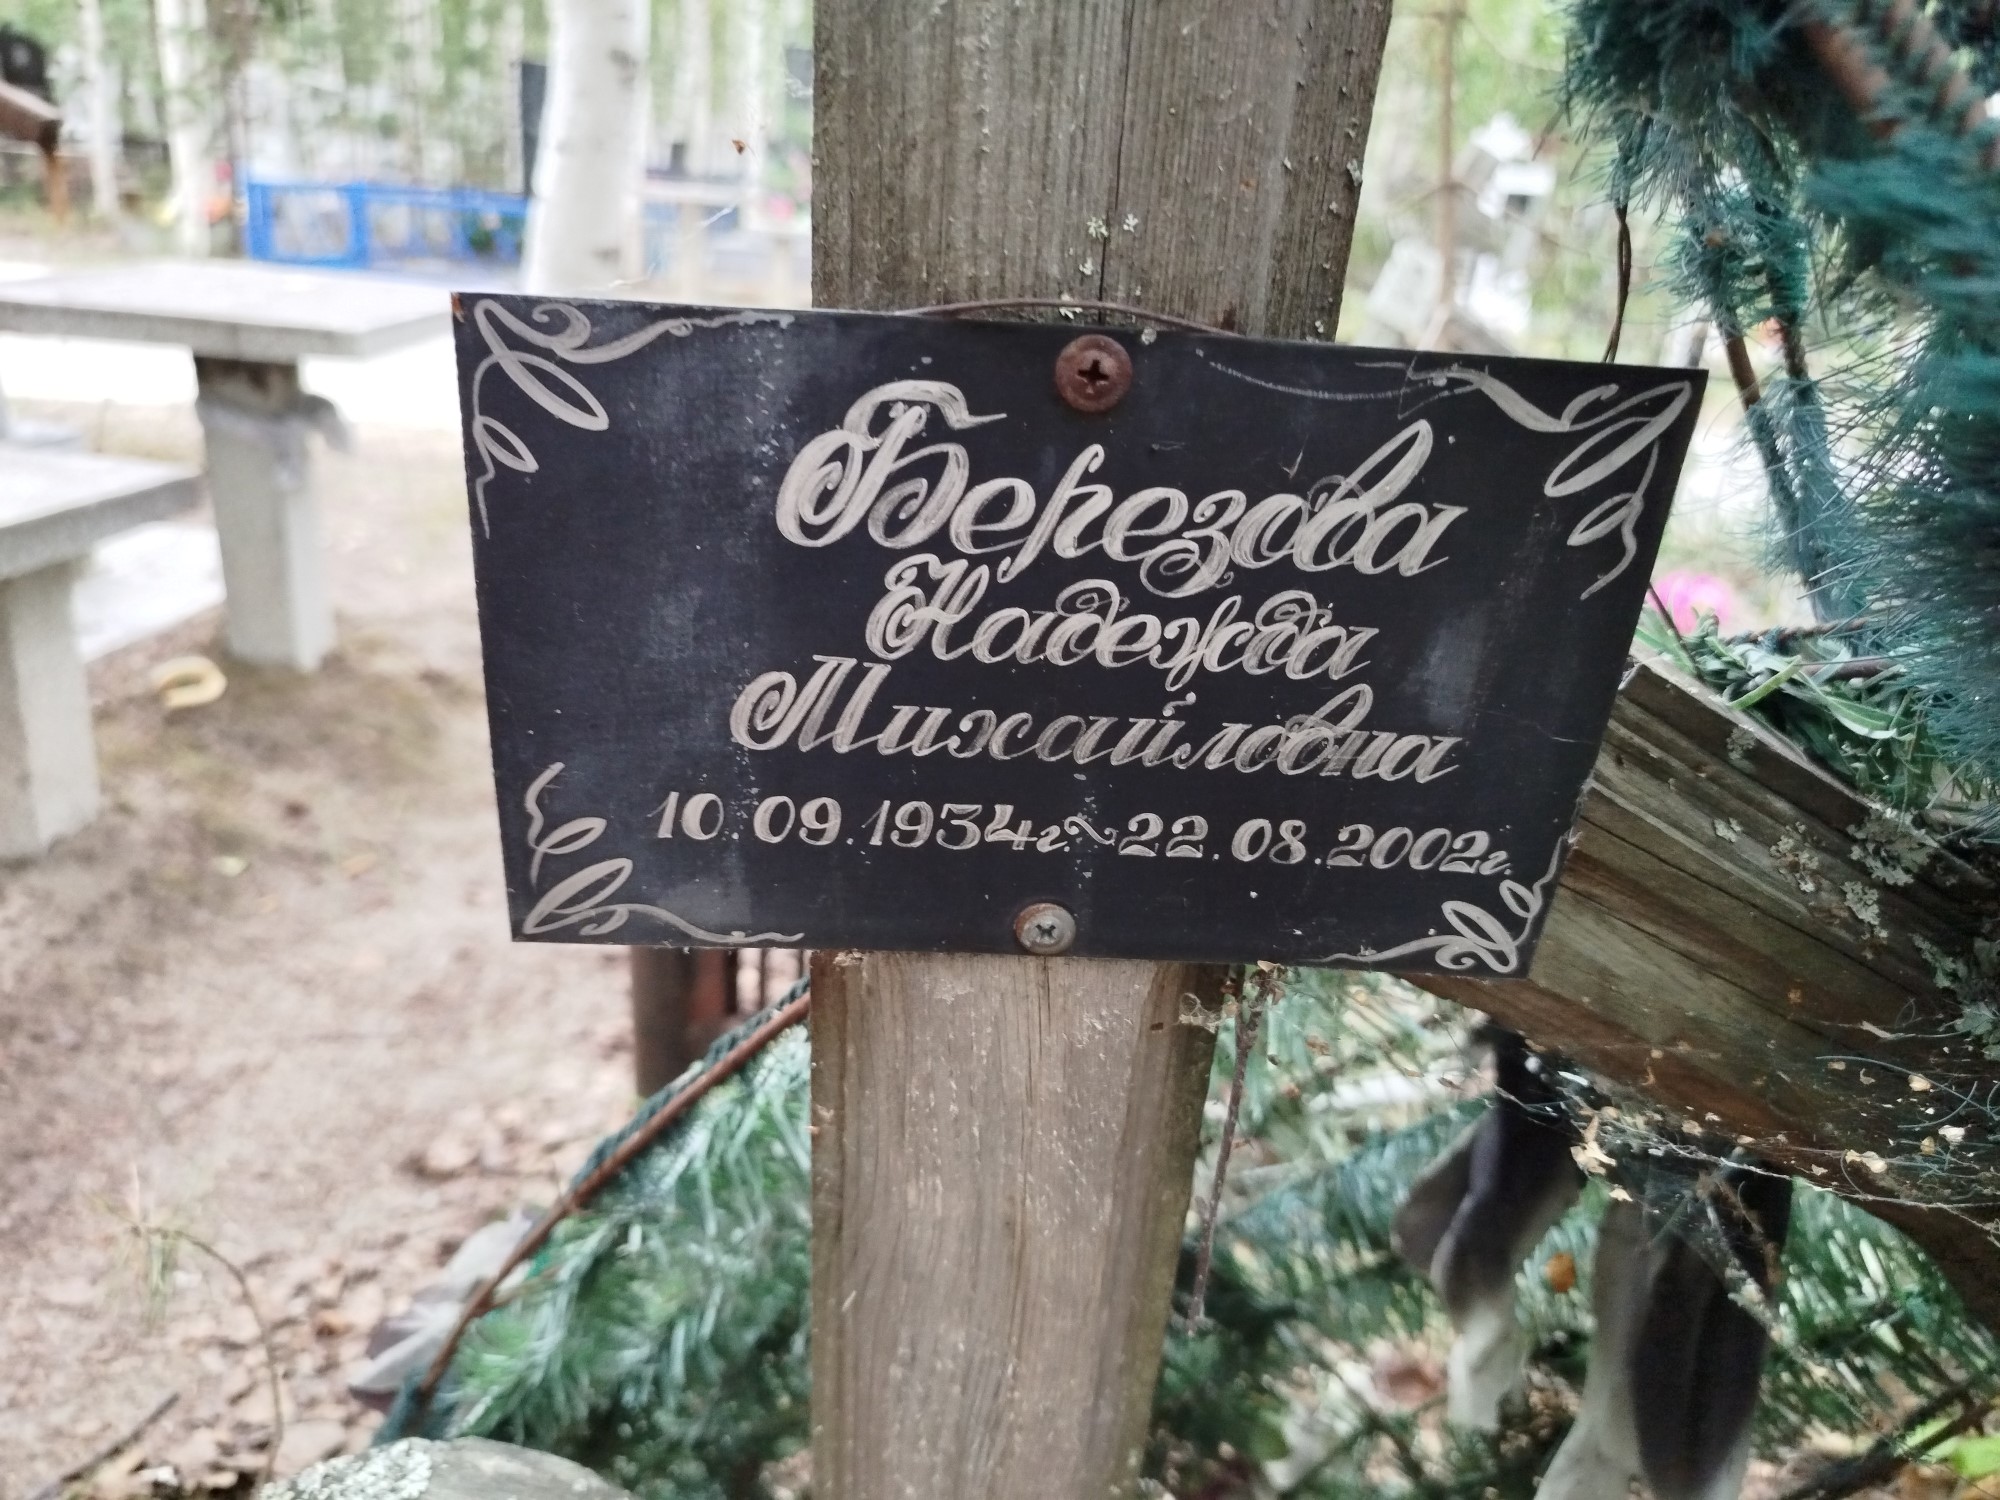 Березова
Надежда
Михайловна
10.09.1934г.~22.08.2002г.